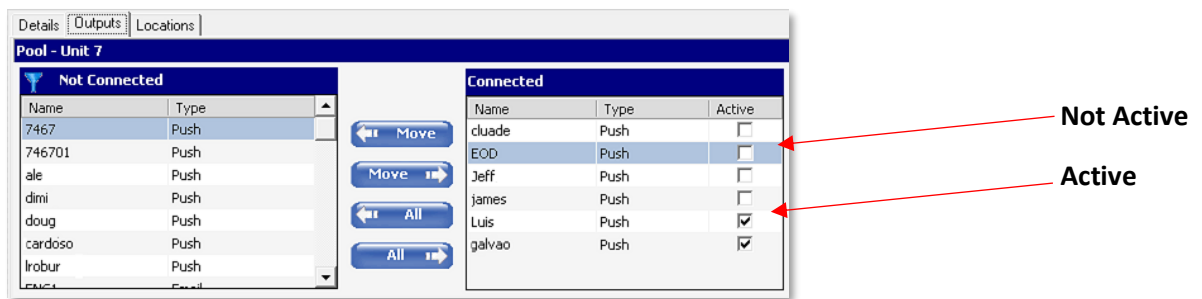 Details Outputs Locations
Pool - Unit 7
Not Connected
Name Type
7467 Push
746701 Push
ale Push
dimi Push
doug Push
cardoso Push
lrobur Push
Move
Move
All
All
Connected
Name Type Active
cluade Push
EOD Push
Jeff Push
james Push
Luis Push
galvao Push
Not Active
Active